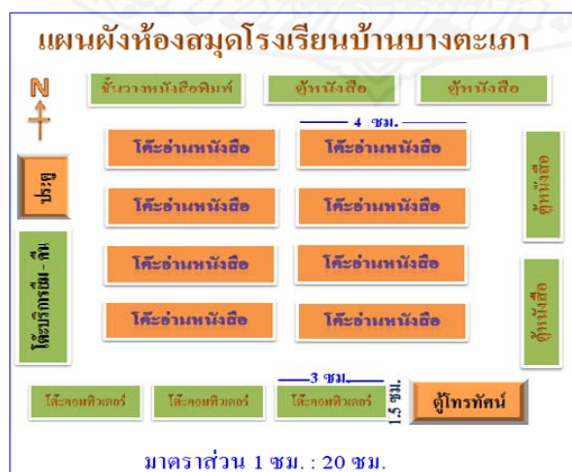 แผนผังห้องสมุดโรงเรียนบ้านบางตะเภา
N
ชั้นวางหนังสือพิมพ์ ตู้หนังสือ ตู้หนังสือ
4 ซม.
ประตู
โต๊ะอ่านหนังสือ โต๊ะอ่านหนังสือ
ตู้หนังสือ
โต๊ะอ่านหนังสือ โต๊ะอ่านหนังสือ
โต๊ะบริการยืม - คืน
โต๊ะอ่านหนังสือ โต๊ะอ่านหนังสือ
ตู้หนังสือ
โต๊ะอ่านหนังสือ โต๊ะอ่านหนังสือ
3 ซม.
1.5 ซม.
โต๊ะคอมพิวเตอร์ โต๊ะคอมพิวเตอร์ โต๊ะคอมพิวเตอร์ ตู้โทรทัศน์
มาตราส่วน 1 ซม. : 20 ซม.